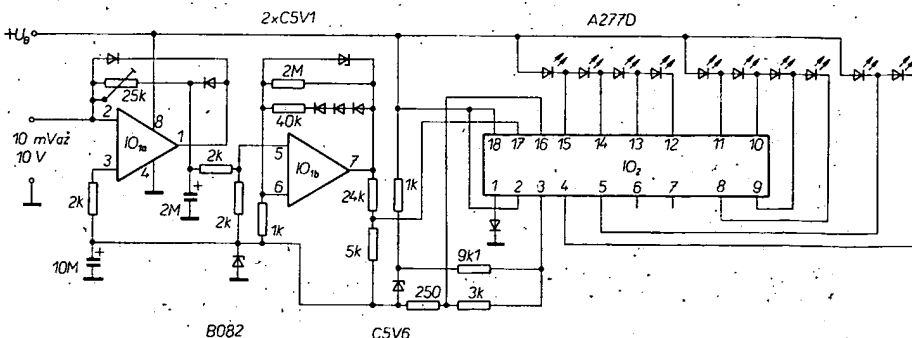 2xC5V1 A277D
+U_B
25k 2M
40k
10 mV až
10 V
2 8 1
IO1a
3 4
2k
5 7
IO1b
6
18 17 16 15 14 13 12 11 10
IO2
1 2 3 4 5 6 7 8 9
2k 2M 2k 1k
24k
5k
1k
9k1
10M
250 3k
B082 C5V6